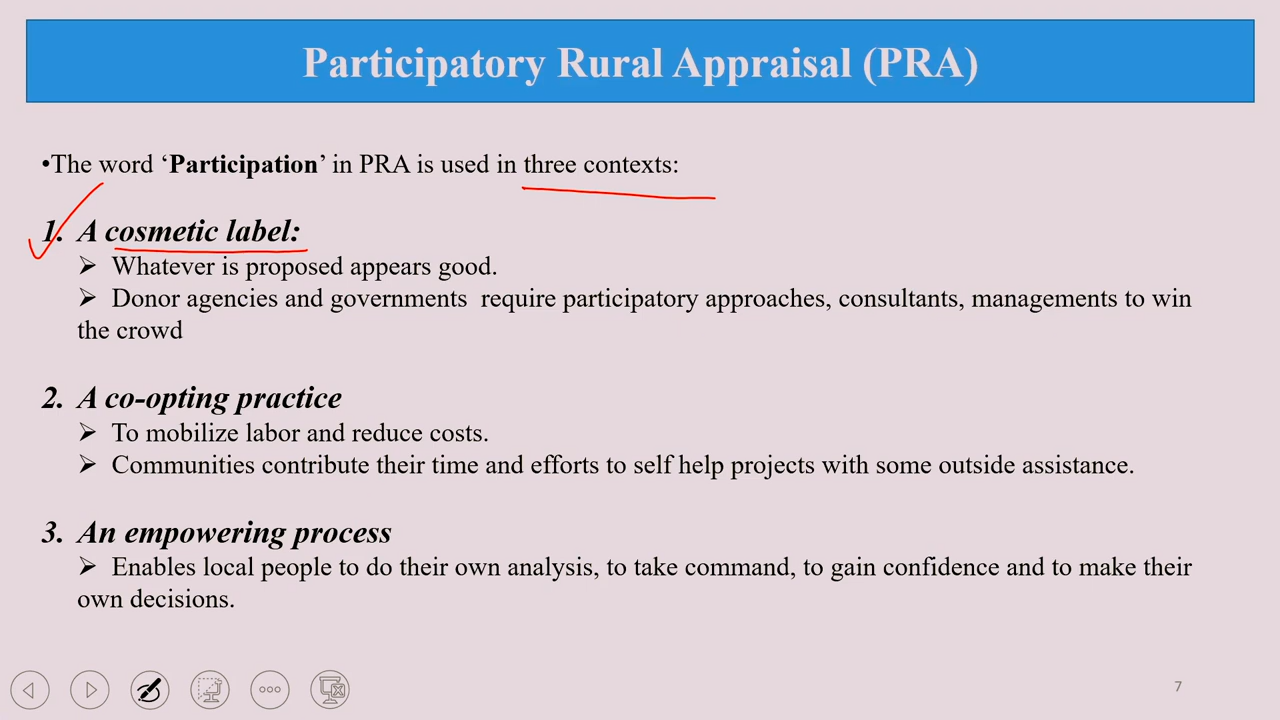 Participatory Rural Appraisal (PRA)
•The word ‘Participation’ in PRA is used in three contexts:
1. A cosmetic label:
➢ Whatever is proposed appears good.
➢ Donor agencies and governments require participatory approaches, consultants, managements to win
the crowd
2. A co-opting practice
➢ To mobilize labor and reduce costs.
➢ Communities contribute their time and efforts to self help projects with some outside assistance.
3. An empowering process
➢ Enables local people to do their own analysis, to take command, to gain confidence and to make their
own decisions.
7